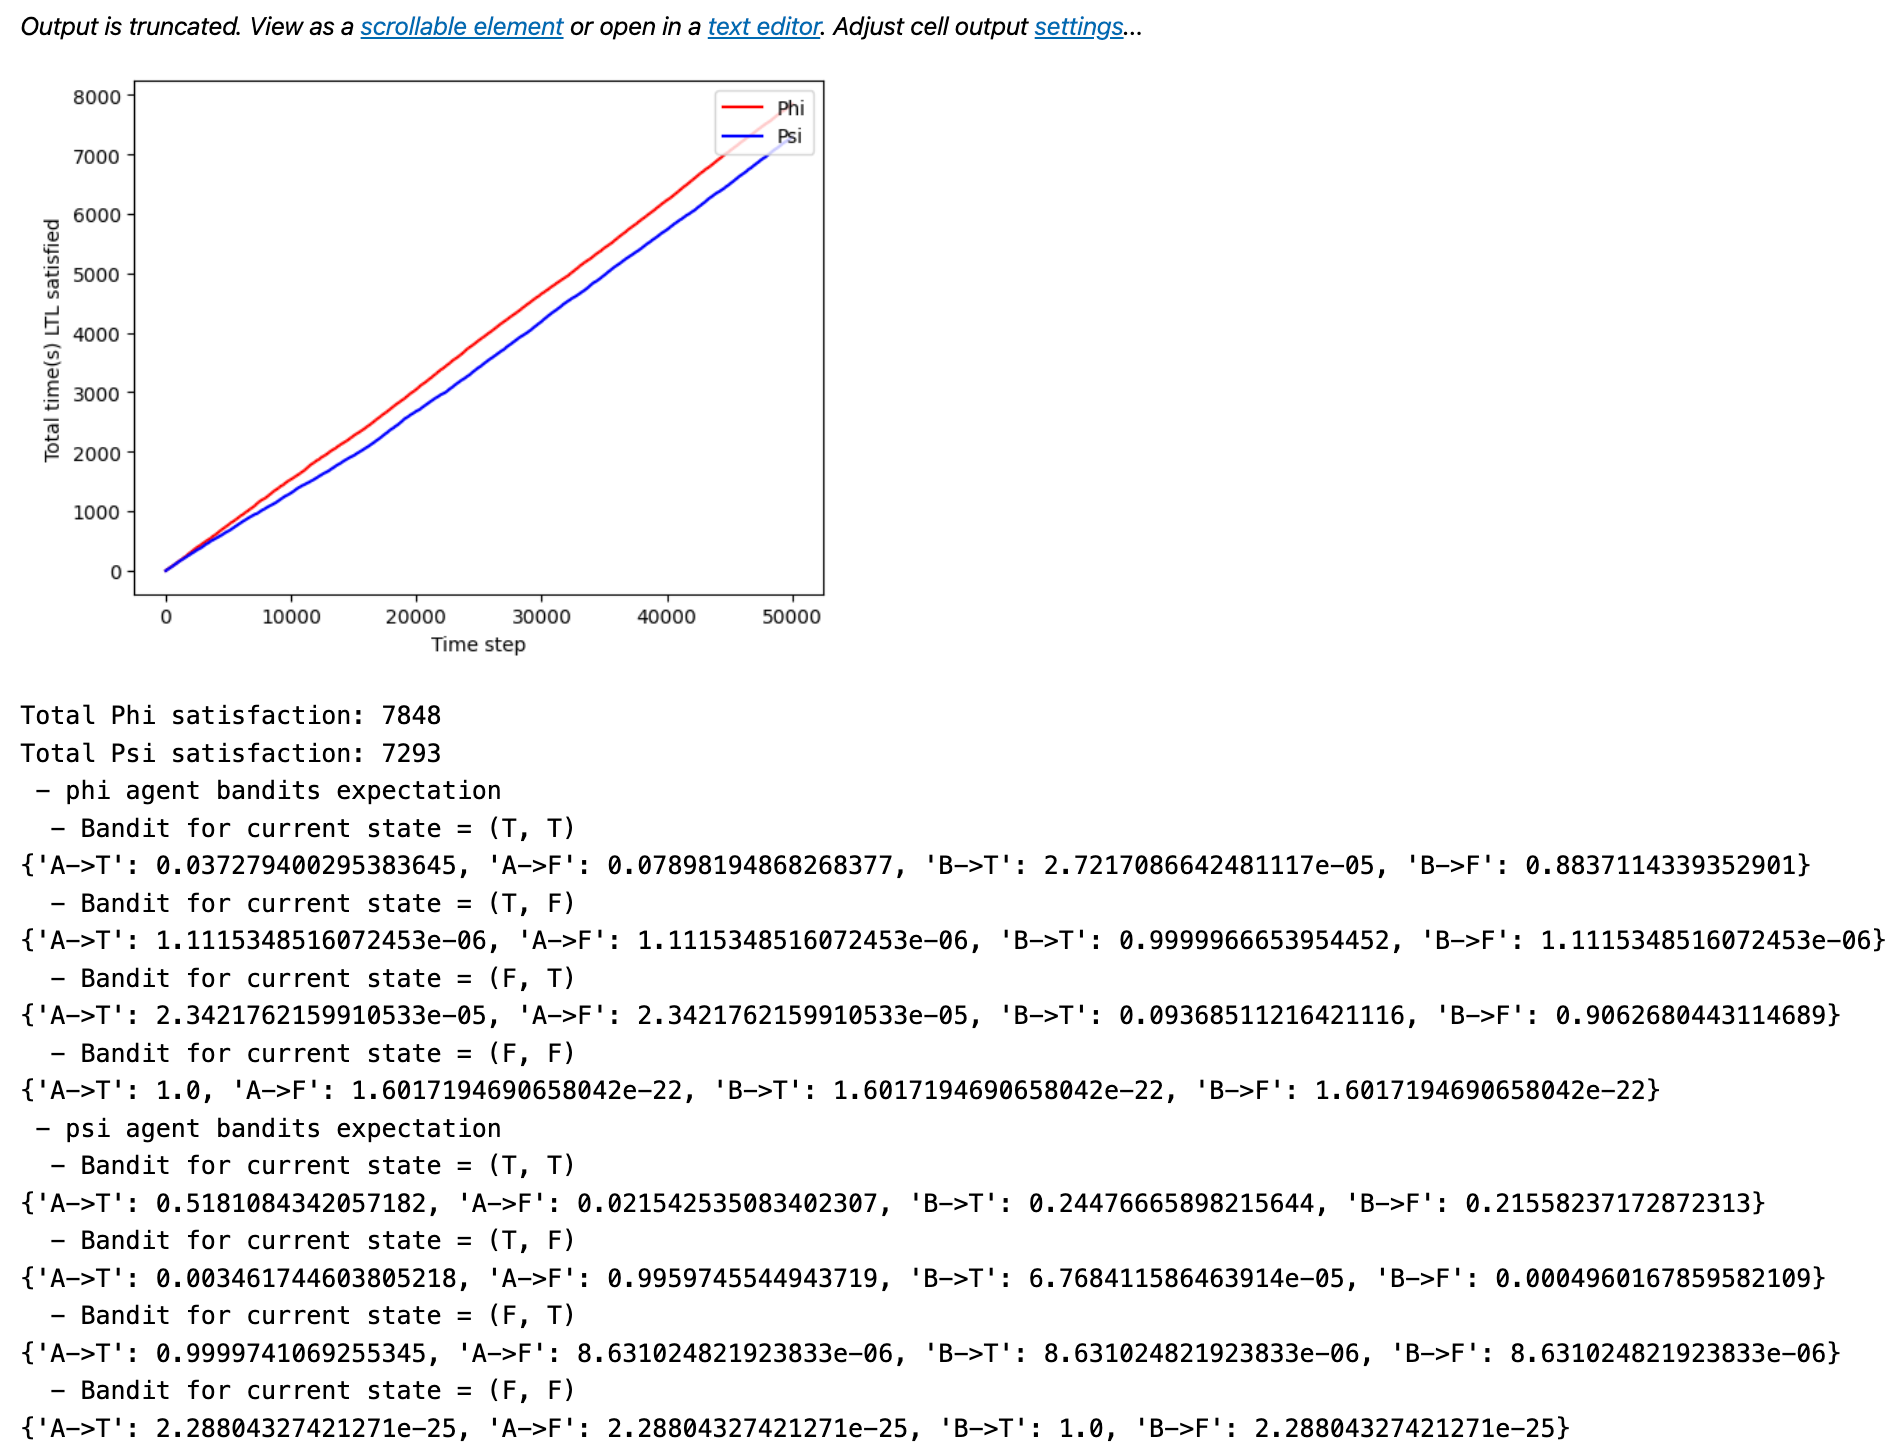 Output is truncated. View as a scrollable element or open in a text editor. Adjust cell output settings...
8000
7000
6000
5000
4000
3000
2000
1000
0
Total time(s) LTL satisfied
Phi
Psi
0 10000 20000 30000 40000 50000
Time step
Total Phi satisfaction: 7848
Total Psi satisfaction: 7293
– phi agent bandits expectation
– Bandit for current state = (T, T)
{'A->T': 0.037279400295383645, 'A->F': 0.07898194868268377, 'B->T': 2.7217086642481117e-05, 'B->F': 0.8837114339352901}
– Bandit for current state = (T, F)
{'A->T': 1.1115348516072453e-06, 'A->F': 1.1115348516072453e-06, 'B->T': 0.9999966653954452, 'B->F': 1.1115348516072453e-06}
– Bandit for current state = (F, T)
{'A->T': 2.3421762159910533e-05, 'A->F': 2.3421762159910533e-05, 'B->T': 0.09368511216421116, 'B->F': 0.9062680443114689}
– Bandit for current state = (F, F)
{'A->T': 1.0, 'A->F': 1.6017194690658042e-22, 'B->T': 1.6017194690658042e-22, 'B->F': 1.6017194690658042e-22}
– psi agent bandits expectation
– Bandit for current state = (T, T)
{'A->T': 0.5181084342057182, 'A->F': 0.021542535083402307, 'B->T': 0.24476665898215644, 'B->F': 0.21558237172872313}
– Bandit for current state = (T, F)
{'A->T': 0.003461744603805218, 'A->F': 0.9959745544943719, 'B->T': 6.768411586463914e-05, 'B->F': 0.0004960167859582109}
– Bandit for current state = (F, T)
{'A->T': 0.9999741069255345, 'A->F': 8.631024821923833e-06, 'B->T': 8.631024821923833e-06, 'B->F': 8.631024821923833e-06}
– Bandit for current state = (F, F)
{'A->T': 2.28804327421271e-25, 'A->F': 2.28804327421271e-25, 'B->T': 1.0, 'B->F': 2.28804327421271e-25}